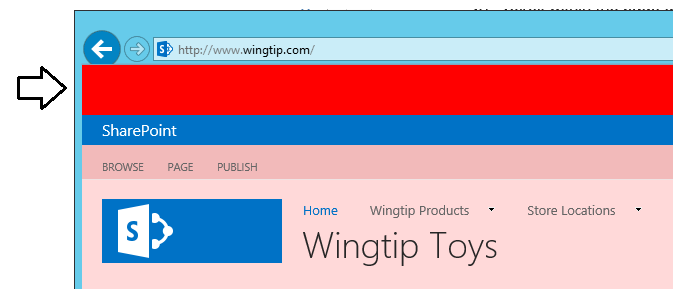 http://www.wingtip.com/
SharePoint
BROWSE PAGE PUBLISH
S
Home Wingtip Products Store Locations
Wingtip Toys